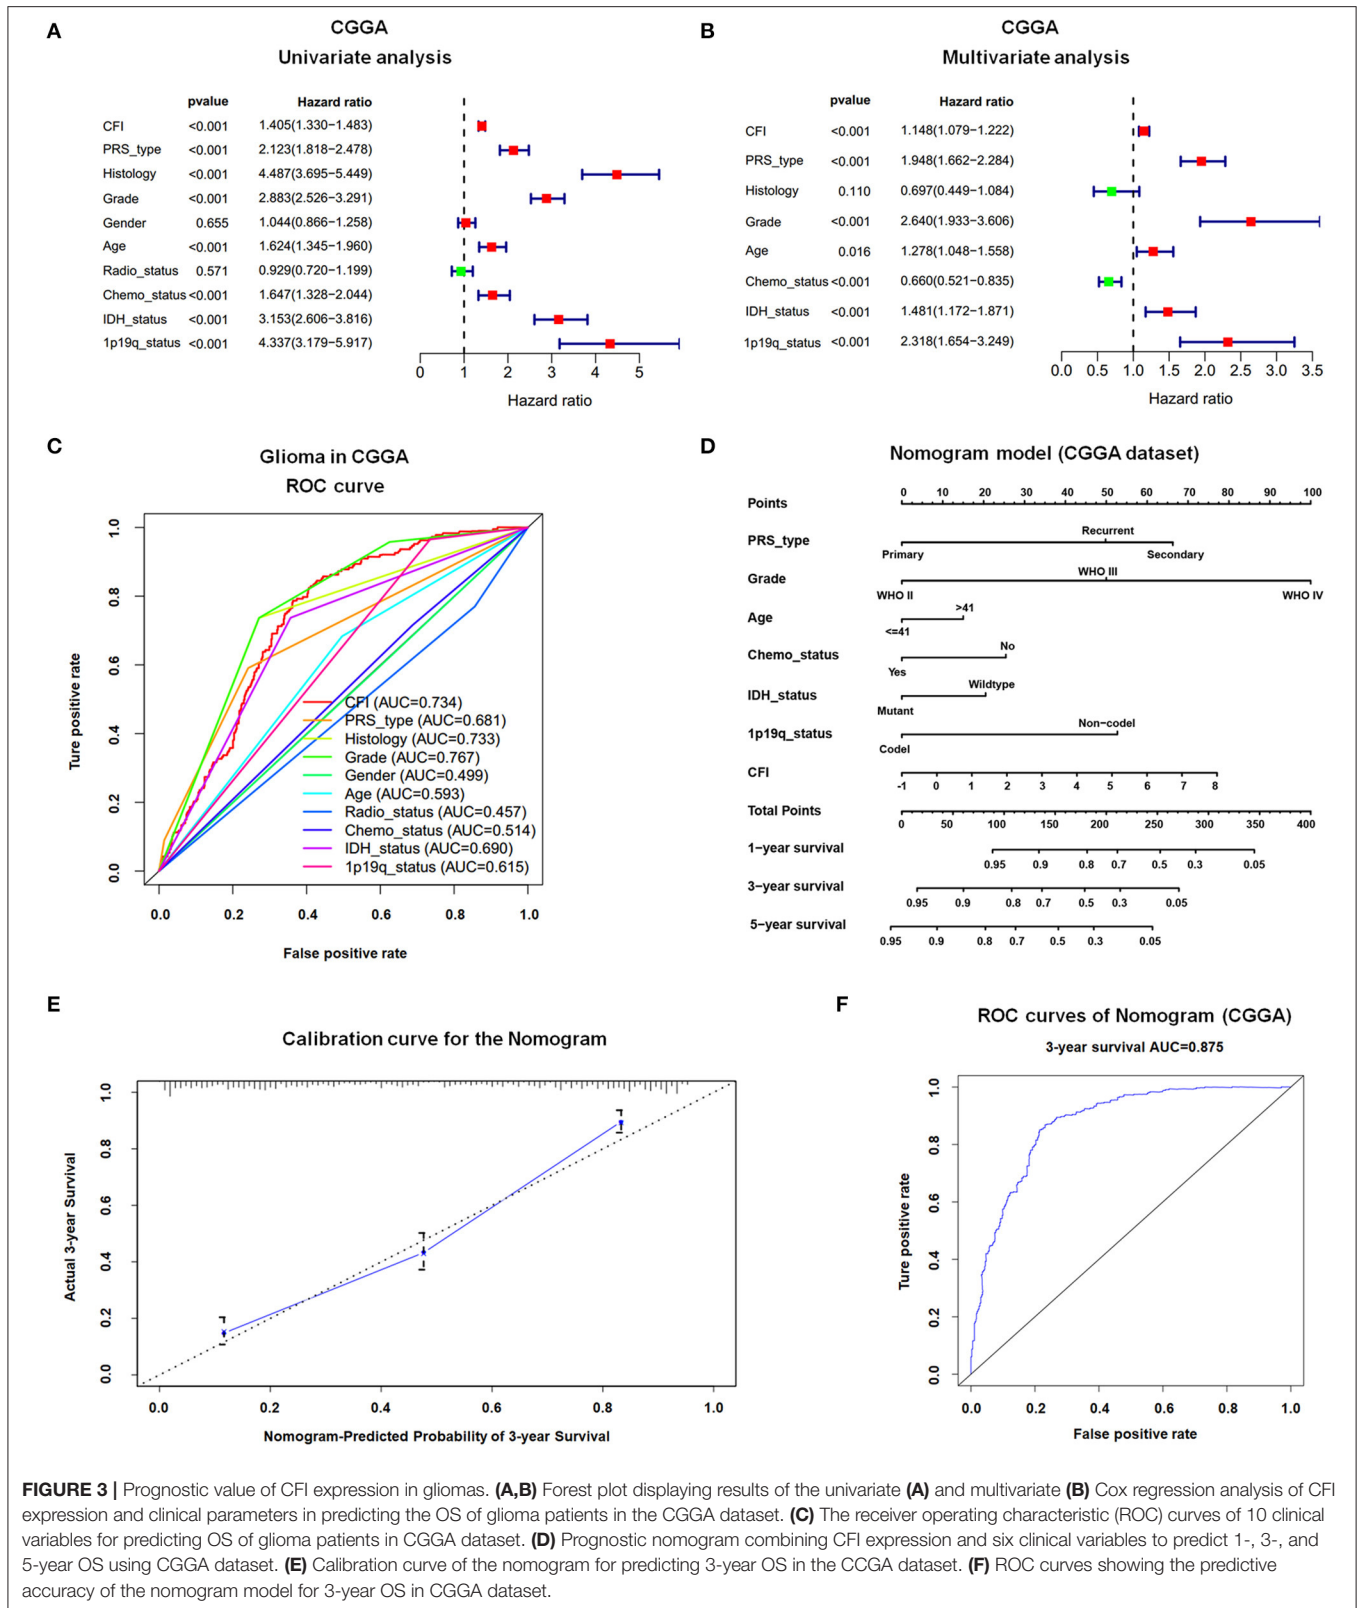 A
CGGA
Univariate analysis
pvalue Hazard ratio
CFI <0.001 1.405(1.330−1.483)
PRS_type <0.001 2.123(1.818−2.478)
Histology <0.001 4.487(3.695−5.449)
Grade <0.001 2.883(2.526−3.291)
Gender 0.655 1.044(0.866−1.258)
Age <0.001 1.624(1.345−1.960)
Radio_status 0.571 0.929(0.720−1.199)
Chemo_status <0.001 1.647(1.328−2.044)
IDH_status <0.001 3.153(2.606−3.816)
1p19q_status <0.001 4.337(3.179−5.917)
0 1 2 3 4 5
Hazard ratio
B
CGGA
Multivariate analysis
pvalue Hazard ratio
CFI <0.001 1.148(1.079−1.222)
PRS_type <0.001 1.948(1.662−2.284)
Histology 0.110 0.697(0.449−1.084)
Grade <0.001 2.640(1.933−3.606)
Age 0.016 1.278(1.048−1.558)
Chemo_status <0.001 0.660(0.521−0.835)
IDH_status <0.001 1.481(1.172−1.871)
1p19q_status <0.001 2.318(1.654−3.249)
0.0 0.5 1.0 1.5 2.0 2.5 3.0 3.5
Hazard ratio
C
Glioma in CGGA
ROC curve
Ture positive rate
1.0
0.8
0.6
0.4
0.2
0.0
CFI (AUC=0.734)
PRS_type (AUC=0.681)
Histology (AUC=0.733)
Grade (AUC=0.767)
Gender (AUC=0.499)
Age (AUC=0.593)
Radio_status (AUC=0.457)
Chemo_status (AUC=0.514)
IDH_status (AUC=0.690)
1p19q_status (AUC=0.615)
0.0 0.2 0.4 0.6 0.8 1.0
False positive rate
D
Nomogram model (CGGA dataset)
Points 0 10 20 30 40 50 60 70 80 90 100
Recurrent
PRS_type
Primary Secondary
WHO III
Grade
WHO II WHO IV
>41
Age
<=41
No
Chemo_status
Yes
Wildtype
IDH_status
Mutant
Non−codel
1p19q_status
Codel
CFI
-1 0 1 2 3 4 5 6 7 8
Total Points
0 50 100 150 200 250 300 350 400
1−year survival
0.95 0.9 0.8 0.7 0.5 0.3 0.05
3−year survival
0.95 0.9 0.8 0.7 0.5 0.3 0.05
5−year survival
0.95 0.9 0.8 0.7 0.5 0.3 0.05
E
Calibration curve for the Nomogram
Actual 3-year Survival
1.0
0.8
0.6
0.4
0.2
0.0
0.0 0.2 0.4 0.6 0.8 1.0
Nomogram-Predicted Probability of 3-year Survival
F
ROC curves of Nomogram (CGGA)
3-year survival AUC=0.875
Ture positive rate
1.0
0.8
0.6
0.4
0.2
0.0
0.0 0.2 0.4 0.6 0.8 1.0
False positive rate
FIGURE 3 | Prognostic value of CFI expression in gliomas. (A,B) Forest plot displaying results of the univariate (A) and multivariate (B) Cox regression analysis of CFI
expression and clinical parameters in predicting the OS of glioma patients in the CGGA dataset. (C) The receiver operating characteristic (ROC) curves of 10 clinical
variables for predicting OS of glioma patients in CGGA dataset. (D) Prognostic nomogram combining CFI expression and six clinical variables to predict 1-, 3-, and
5-year OS using CGGA dataset. (E) Calibration curve of the nomogram for predicting 3-year OS in the CCGA dataset. (F) ROC curves showing the predictive
accuracy of the nomogram model for 3-year OS in CGGA dataset.